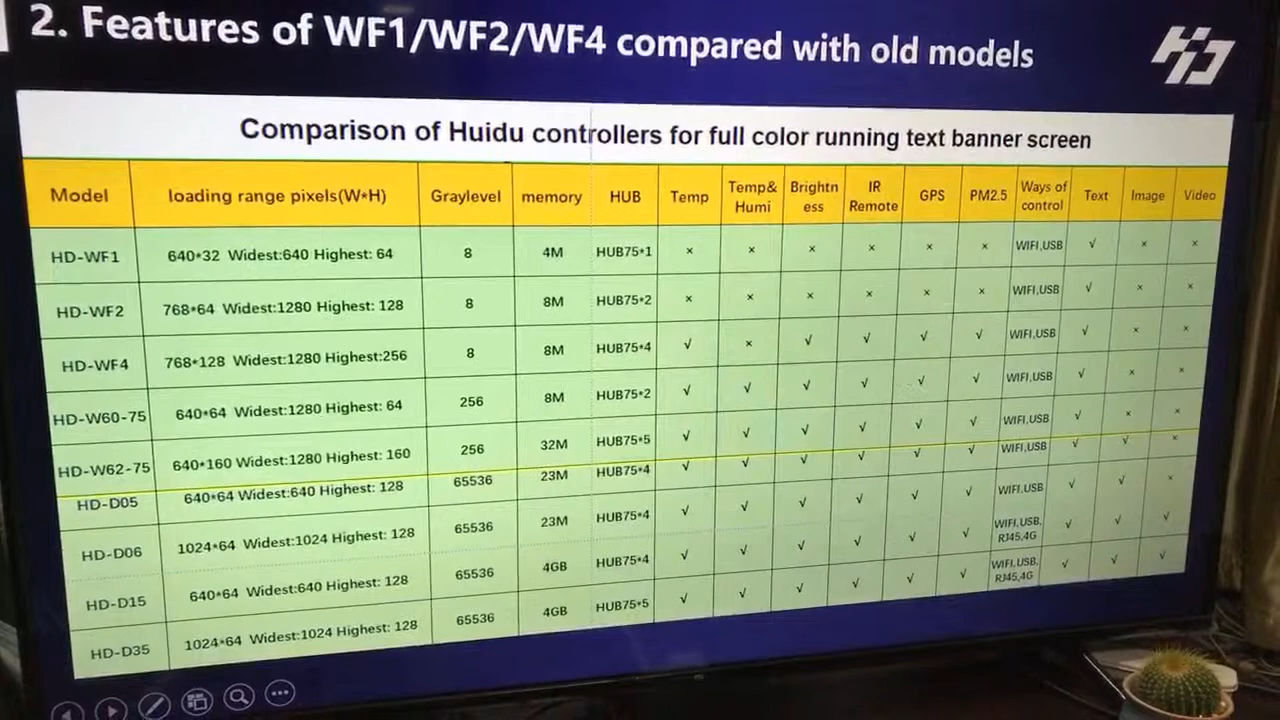 2. Features of WF1/WF2/WF4 compared with old models
HD
Comparison of Huidu controllers for full color running text banner screen
Model loading range pixels(W*H) Graylevel memory HUB Temp Temp& Humi Brightn ess IR Remote GPS PM2.5 Ways of control Text Image Video
HD-WF1 640*32 Widest:640 Highest: 64 8 4M HUB75*1 × × × × × × WIFI,USB √ × ×
HD-WF2 768*64 Widest:1280 Highest: 128 8 8M HUB75*2 × × × × × × WIFI,USB √ × ×
HD-WF4 768*128 Widest:1280 Highest:256 8 8M HUB75*4 √ × √ √ √ √ WIFI,USB √ × ×
HD-W60-75 640*64 Widest:1280 Highest: 64 256 8M HUB75*2 √ √ √ √ √ √ WIFI,USB √ × ×
HD-W62-75 640*160 Widest:1280 Highest: 160 256 32M HUB75*5 √ √ √ √ √ √ WIFI,USB √ × ×
HD-D05 640*64 Widest:640 Highest: 128 65536 23M HUB75*4 √ √ √ √ √ √ WIFI,USB √ √ ×
HD-D06 1024*64 Widest:1024 Highest: 128 65536 23M HUB75*4 √ √ √ √ √ √ WIFI,USB √ √ ×
HD-D15 640*64 Widest:640 Highest: 128 65536 4GB HUB75*4 √ √ √ √ √ √ WIFI,USB, RJ45,4G √ √ √
HD-D35 1024*64 Widest:1024 Highest: 128 65536 4GB HUB75*5 √ √ √ √ √ √ WIFI,USB, RJ45,4G √ √ √